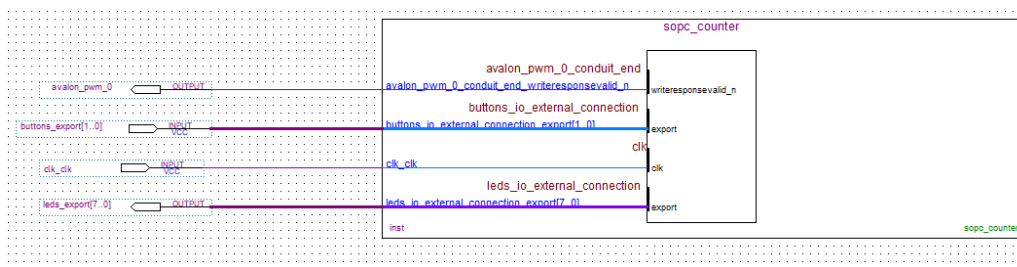 sopc_counter
avalon_pwm_0_conduit_end
avalon_pwm_0 OUTPUT avalon_pwm_0_conduit_end_writeresponsevalid_n writeresponsevalid_n
buttons_io_external_connection
buttons_export[1..0] INPUT VCC buttons_io_external_connection_export[1..0] export
clk
clk_clk INPUT VCC clk_clk clk
leds_io_external_connection
leds_export[7..0] OUTPUT leds_io_external_connection_export[7..0] export
inst sopc_counter